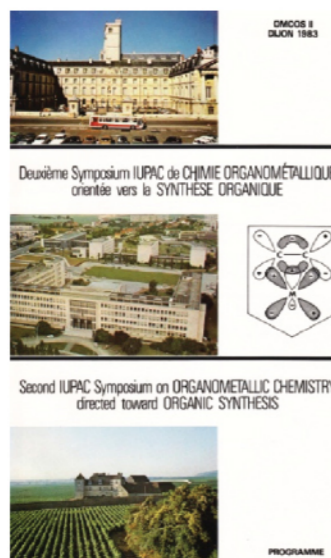 OMCOS II
DIJON 1983
Deuxième Symposium IUPAC de CHIMIE ORGANOMÉTALLIQUE
orientée vers la SYNTHÈSE ORGANIQUE
C
C
M
Second IUPAC Symposium on ORGANOMETALLIC CHEMISTRY
directed toward ORGANIC SYNTHESIS
PROGRAMME